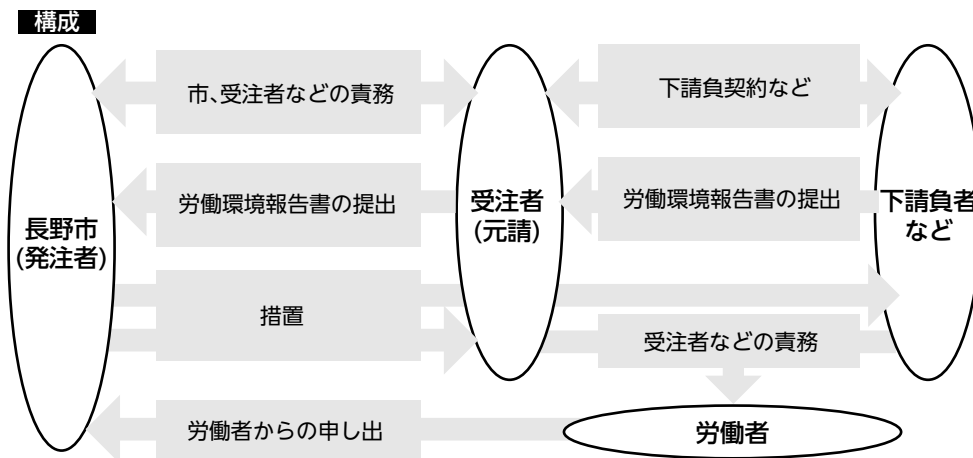 構成
市、受注者などの責務
下請負契約など
労働環境報告書の提出
労働環境報告書の提出
長野市
(発注者)
受注者
(元請)
下請負者
など
措置
受注者などの責務
労働者からの申し出
労働者